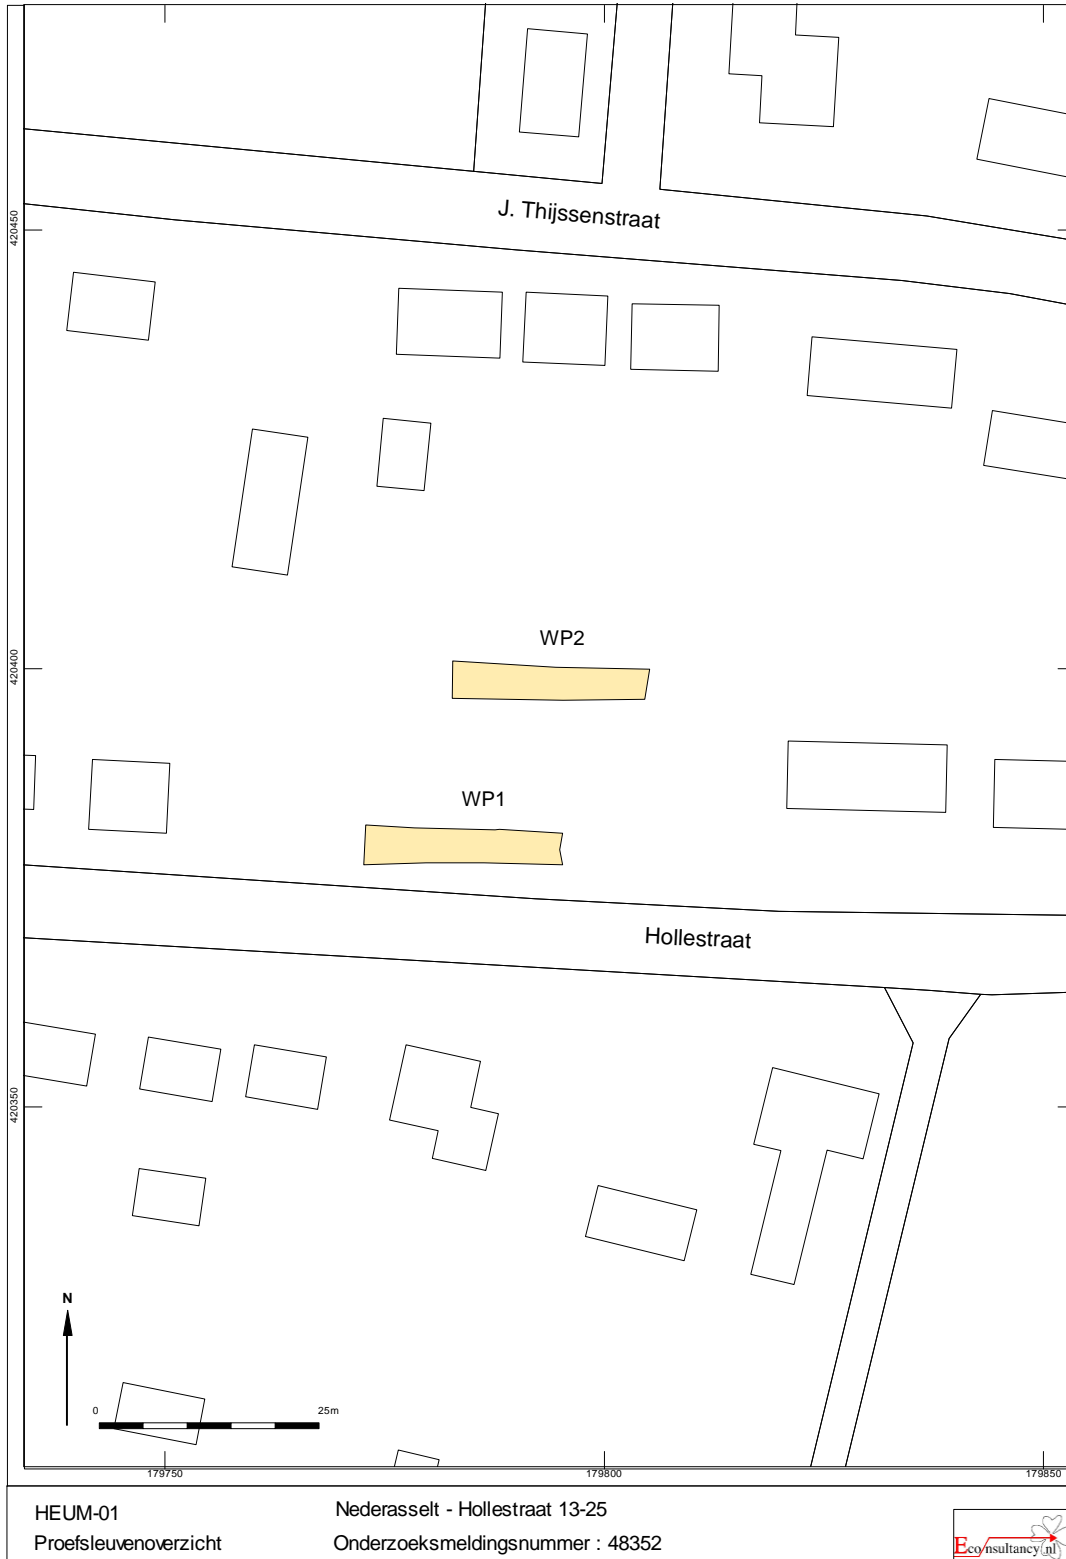 J. Thijssenstraat
420450
WP2
420400
WP1
Hollestraat
420350
N
0 25m
179750 179800 179850
HEUM-01 Nederasselt - Hollestraat 13-25
Proefsleuvenoverzicht Onderzoeksmeldingsnummer : 48352
Econsultancy.nl